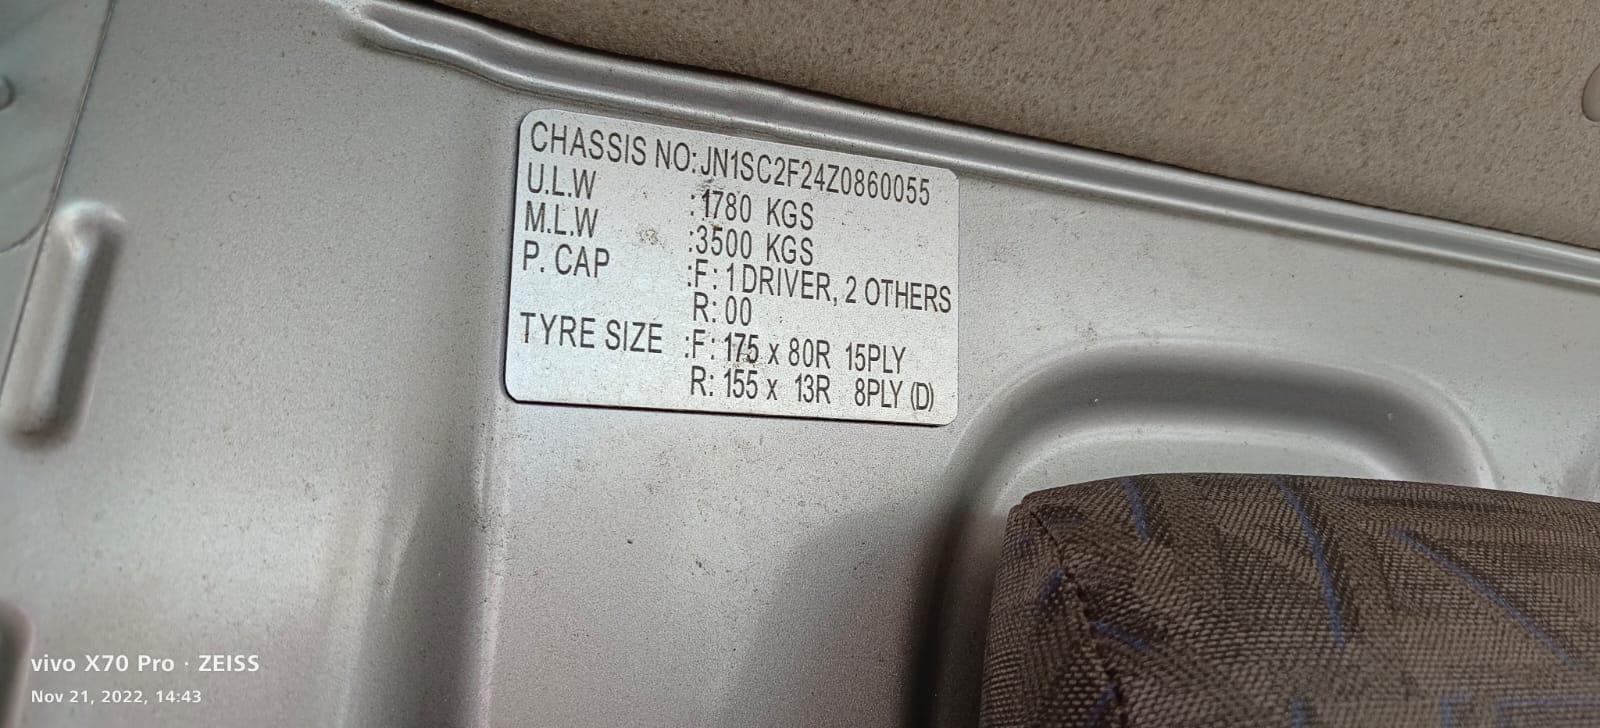 CHASSIS NO: JN1SC2F24Z0860055
U.L.W :1780 KGS
M.L.W :3500 KGS
P. CAP :F: 1 DRIVER, 2 OTHERS
R: 00
TYRE SIZE :F: 175 x 80R 15PLY
R: 155 x 13R 8PLY (D)
vivo X70 Pro · ZEISS
Nov 21, 2022, 14:43